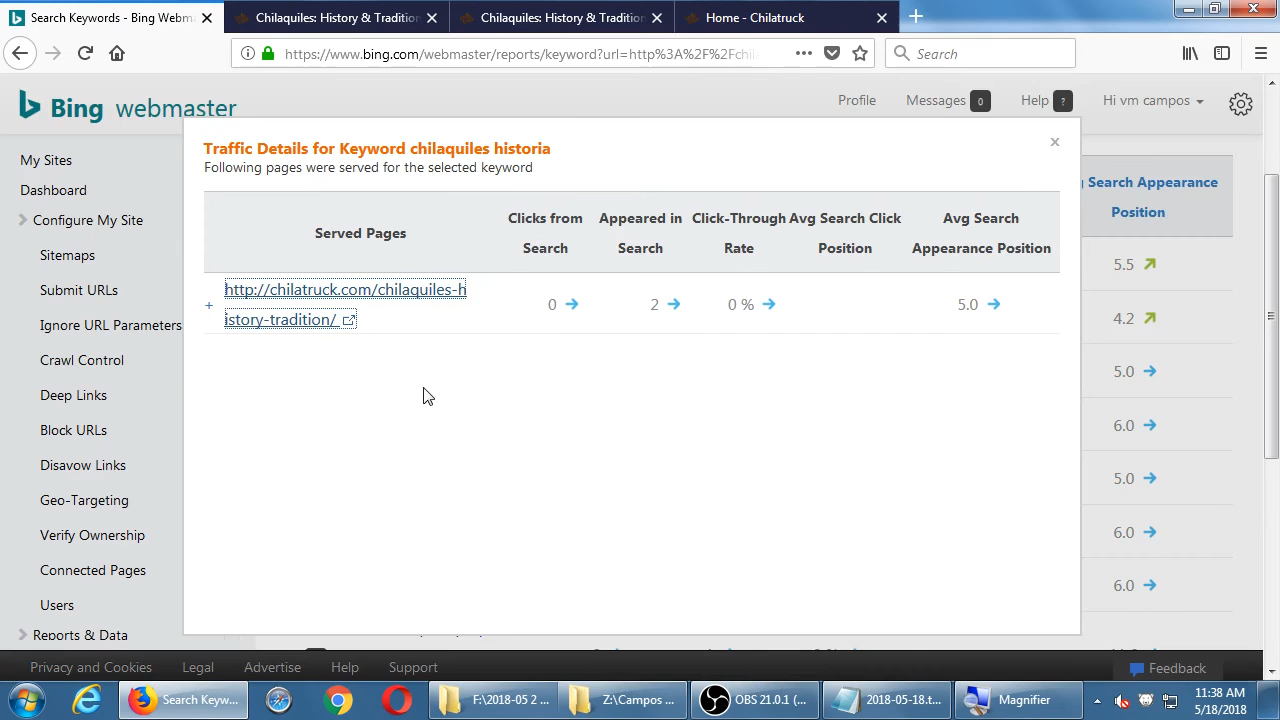 Search Keywords - Bing Webm
Chilaquiles: History & Tradition
Chilaquiles: History & Tradition
Home - Chilatruck
https://www.bing.com/webmaster/reports/keyword?url=http%3A%2F%2Fchil
Search
Bing webmaster
Profile
Messages 0
Help ?
Hi vm campos
My Sites
Dashboard
Configure My Site
Sitemaps
Submit URLs
Ignore URL Parameters
Crawl Control
Deep Links
Block URLs
Disavow Links
Geo-Targeting
Verify Ownership
Connected Pages
Users
Reports & Data
Traffic Details for Keyword chilaquiles historia
Following pages were served for the selected keyword
Served Pages
Clicks from Search
Appeared in Search
Click-Through Rate
Avg Search Click Position
Avg Search Appearance Position
+
http://chilatruck.com/chilaquiles-h
istory-tradition/
0
2
0 %
5.0
Search Appearance
Position
5.5
4.2
5.0
6.0
5.0
6.0
6.0
Privacy and Cookies
Legal
Advertise
Help
Support
Feedback
Search Keyw...
F:\2018-05 2 ...
Z:\Campos ...
OBS 21.0.1 (...
2018-05-18.t...
Magnifier
11:38 AM
5/18/2018